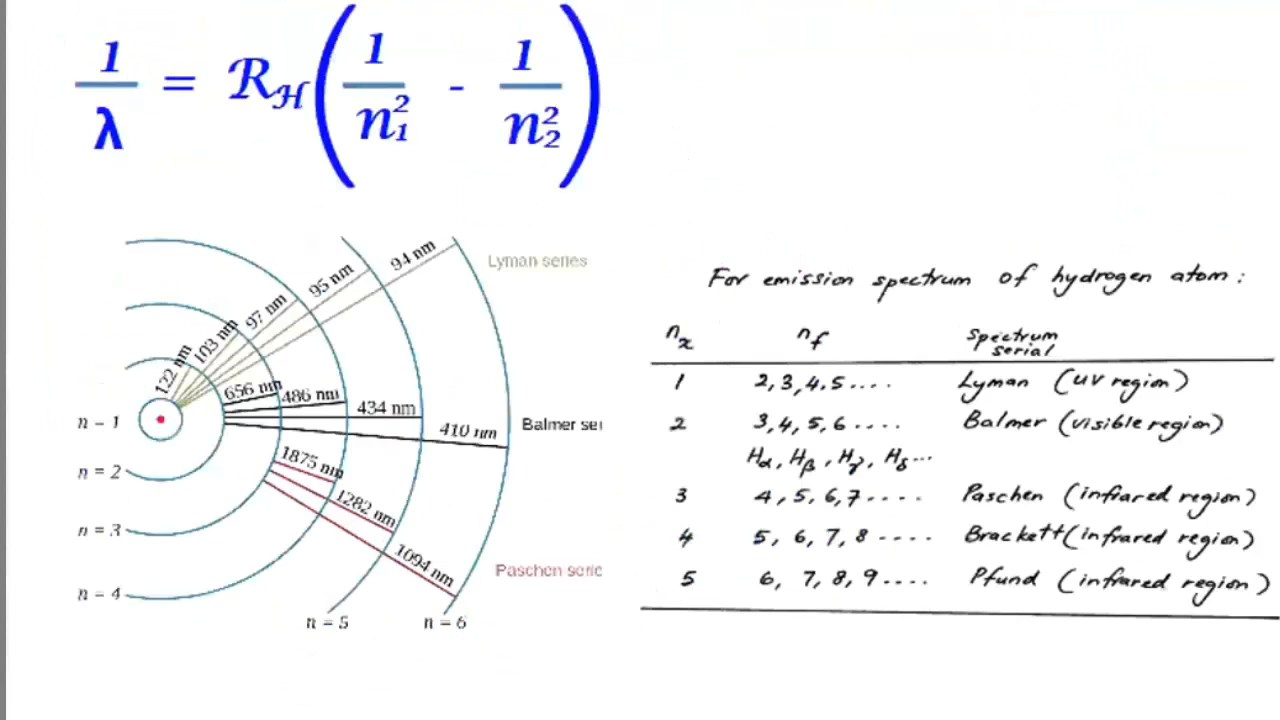 1/λ = R_H (1/n₁² - 1/n₂²)
94 nm
Lyman series
95 nm
97 nm
103 nm
122 nm
656 nm
486 nm
434 nm
410 nm
n = 1
Balmer sei
1875 nm
n = 2
1282 nm
n = 3
1094 nm
Paschen serie
n = 4
n = 5
n = 6
For emission spectrum of hydrogen atom :
n_x n_f spectrum
serial
1 2,3,4,5.... Lyman (uv region)
2 3,4,5,6.... Balmer (visible region)
Hα, Hβ, Hγ, Hδ...
3 4,5,6,7.... Paschen (infrared region)
4 5, 6, 7, 8.... Brackett (infrared region)
5 6, 7, 8, 9.... Pfund (infrared region)